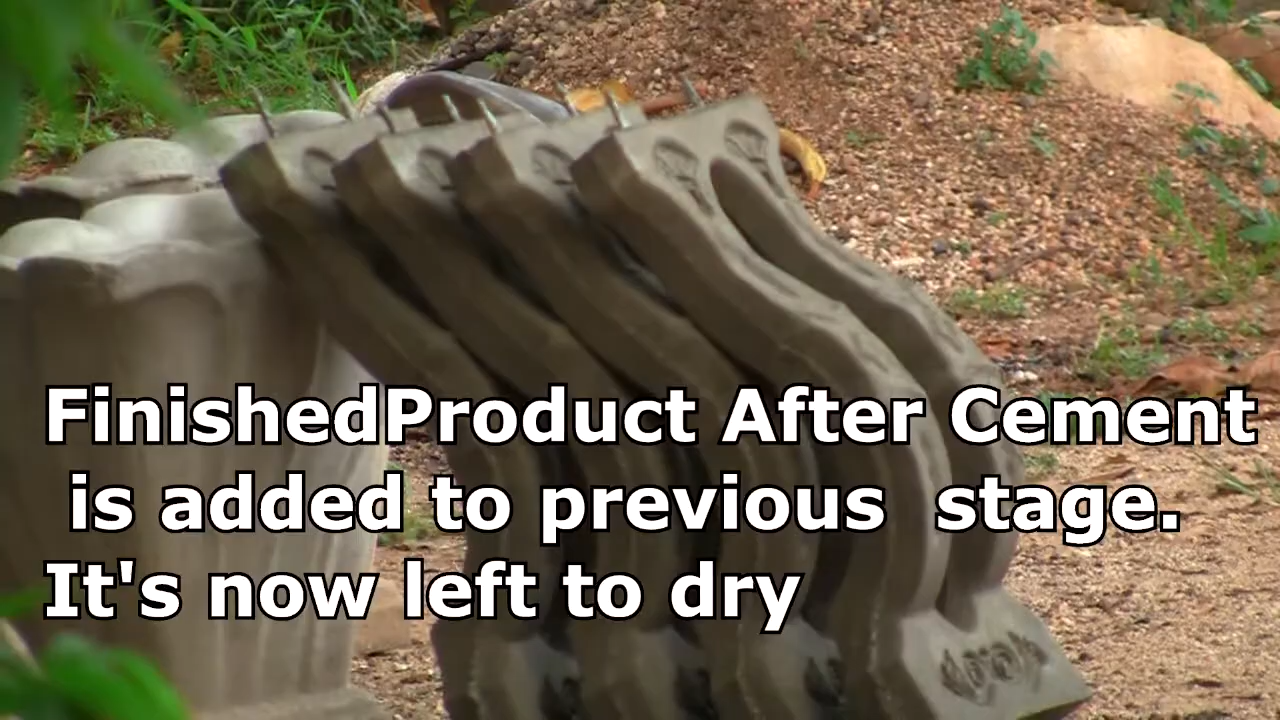 FinishedProduct After Cement
is added to previous  stage.
It's now left to dry